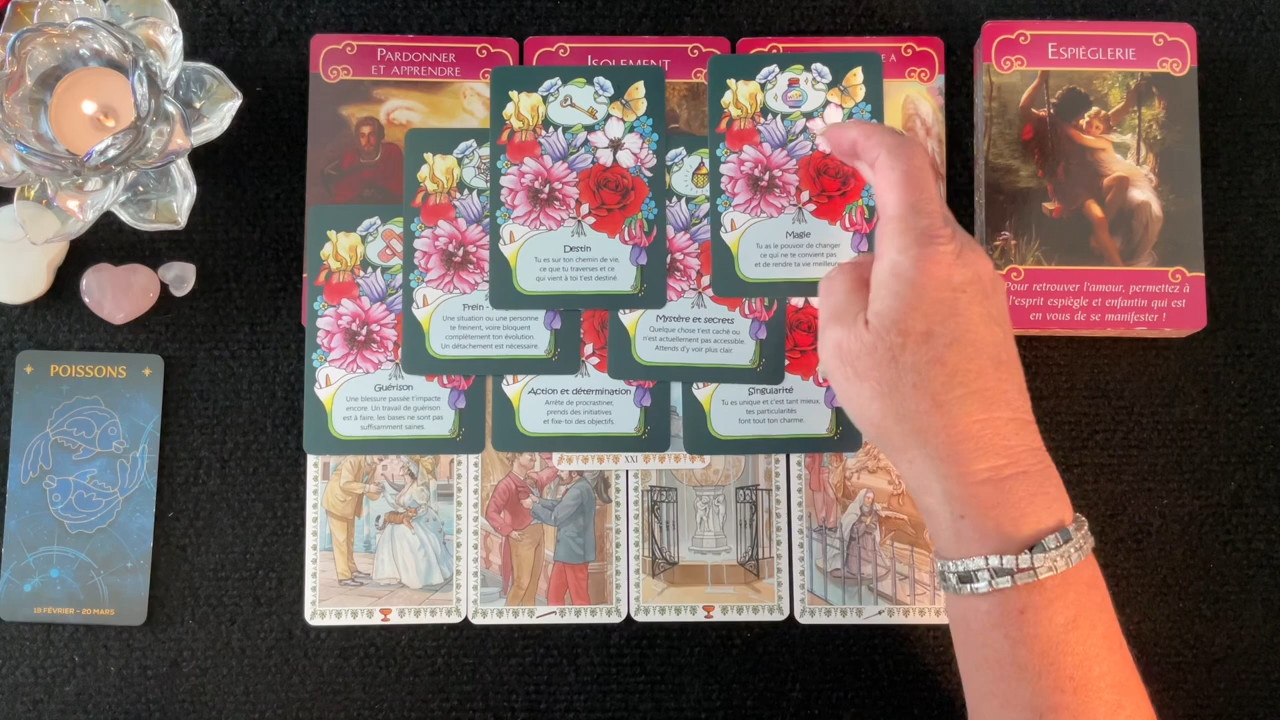 PARDONNER
ET APPRENDRE
ISOLEMENT
A
ESPIÈGLERIE
Pour retrouver l'amour, permettez à
l'esprit espiègle et enfantin qui est
en vous de se manifester !
Destin
Tu es sur ton chemin de vie,
ce que tu traverses et ce
qui vient à toi t'est destiné.
Magie
Tu as le pouvoir de changer
ce qui ne te convient pas
et de rendre ta vie meilleure
Frein -
Une situation ou une personne
te freinent, voire bloquent
complètement ton évolution.
Un détachement est nécessaire.
Mystère et secrets
Quelque chose t'est caché ou
n'est actuellement pas accessible.
Attends d'y voir plus clair.
Guérison
Une blessure passée t'impacte
encore. Un travail de guérison
est à faire, les bases ne sont pas
suffisamment saines.
Action et détermination
Arrête de procrastiner,
prends des initiatives
et fixe-toi des objectifs.
Singularité
Tu es unique et c'est tant mieux,
tes particularités
font tout ton charme.
XXI
POISSONS
18 FÉVRIER - 20 MARS